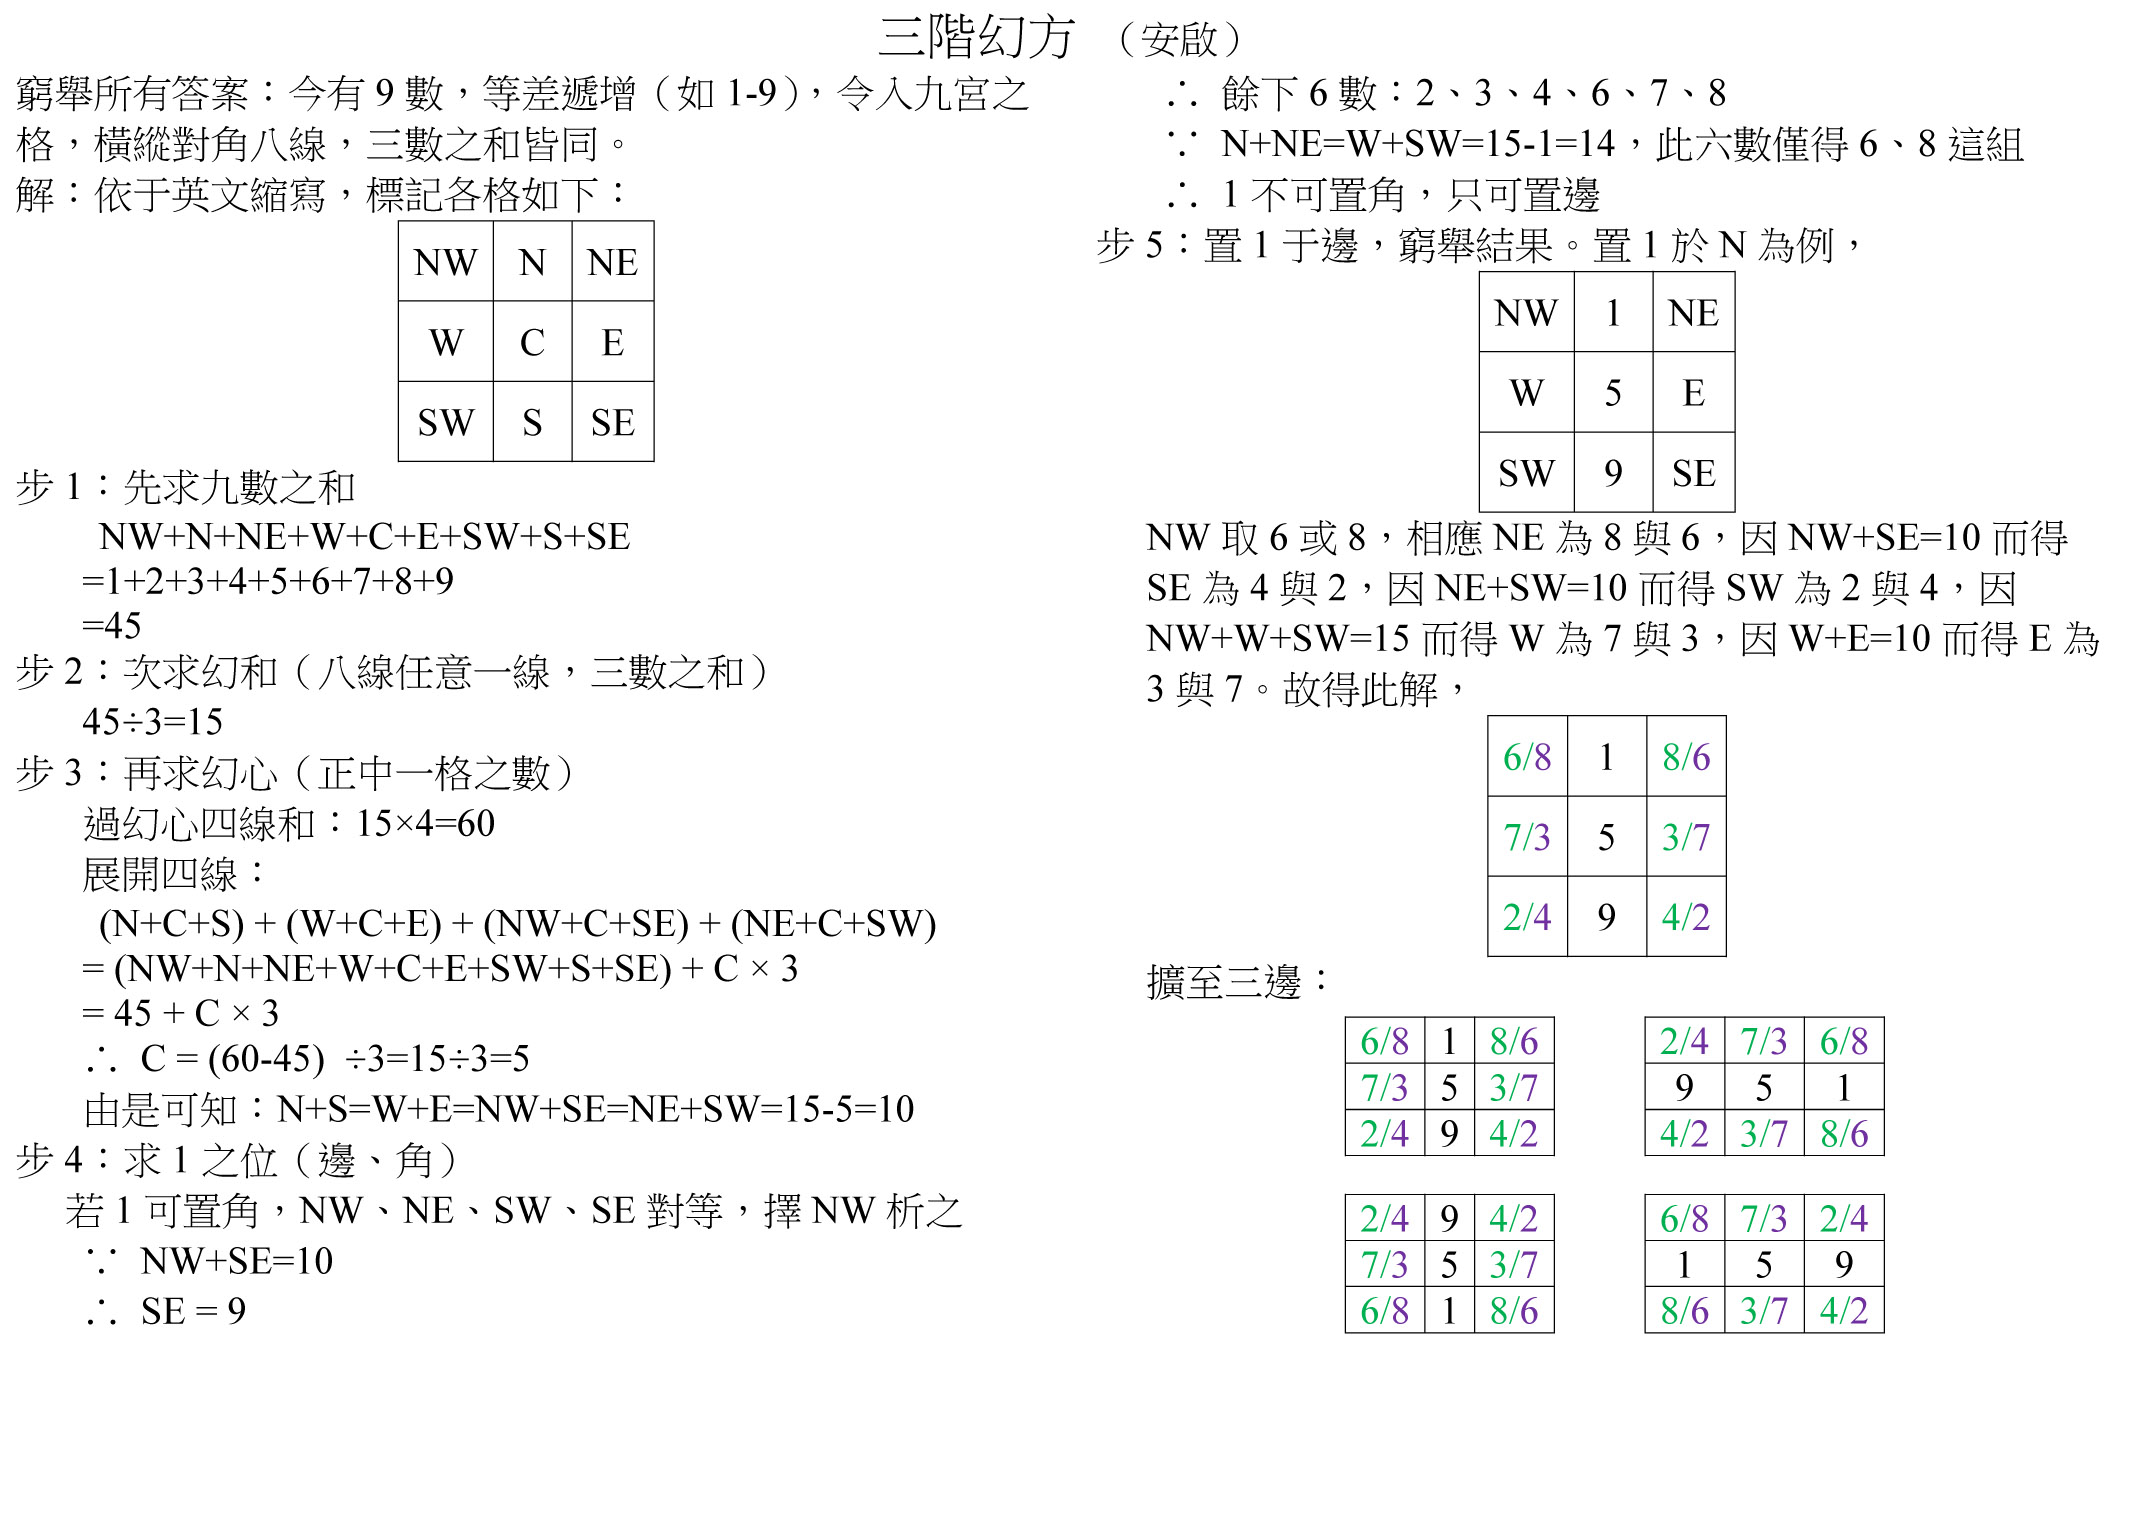 三階幻方 （安啟）
窮舉所有答案：今有 9 數，等差遞增（如 1-9），令入九宮之
格，橫縱對角八線，三數之和皆同。
解：依于英文縮寫，標記各格如下：
NW N NE
W C E
SW S SE
步 1：先求九數之和
NW+N+NE+W+C+E+SW+S+SE
=1+2+3+4+5+6+7+8+9
=45
步 2：次求幻和（八線任意一線，三數之和）
45÷3=15
步 3：再求幻心（正中一格之數）
過幻心四線和：15×4=60
展開四線：
(N+C+S) + (W+C+E) + (NW+C+SE) + (NE+C+SW)
= (NW+N+NE+W+C+E+SW+S+SE) + C × 3
= 45 + C × 3
∴ C = (60-45) ÷3=15÷3=5
由是可知：N+S=W+E=NW+SE=NE+SW=15-5=10
步 4：求 1 之位（邊、角）
若 1 可置角，NW、NE、SW、SE 對等，擇 NW 析之
∵ NW+SE=10
∴ SE = 9
∴ 餘下 6 數：2、3、4、6、7、8
∵ N+NE=W+SW=15-1=14，此六數僅得 6、8 這組
∴ 1 不可置角，只可置邊
步 5：置 1 于邊，窮舉結果。置 1 於 N 為例，
NW 1 NE
W 5 E
SW 9 SE
NW 取 6 或 8，相應 NE 為 8 與 6，因 NW+SE=10 而得
SE 為 4 與 2，因 NE+SW=10 而得 SW 為 2 與 4，因
NW+W+SW=15 而得 W 為 7 與 3，因 W+E=10 而得 E 為
3 與 7。故得此解，
6/8 1 8/6
7/3 5 3/7
2/4 9 4/2
擴至三邊：
6/8 1 8/6
7/3 5 3/7
2/4 9 4/2
2/4 7/3 6/8
9 5 1
4/2 3/7 8/6
2/4 9 4/2
7/3 5 3/7
6/8 1 8/6
6/8 7/3 2/4
1 5 9
8/6 3/7 4/2